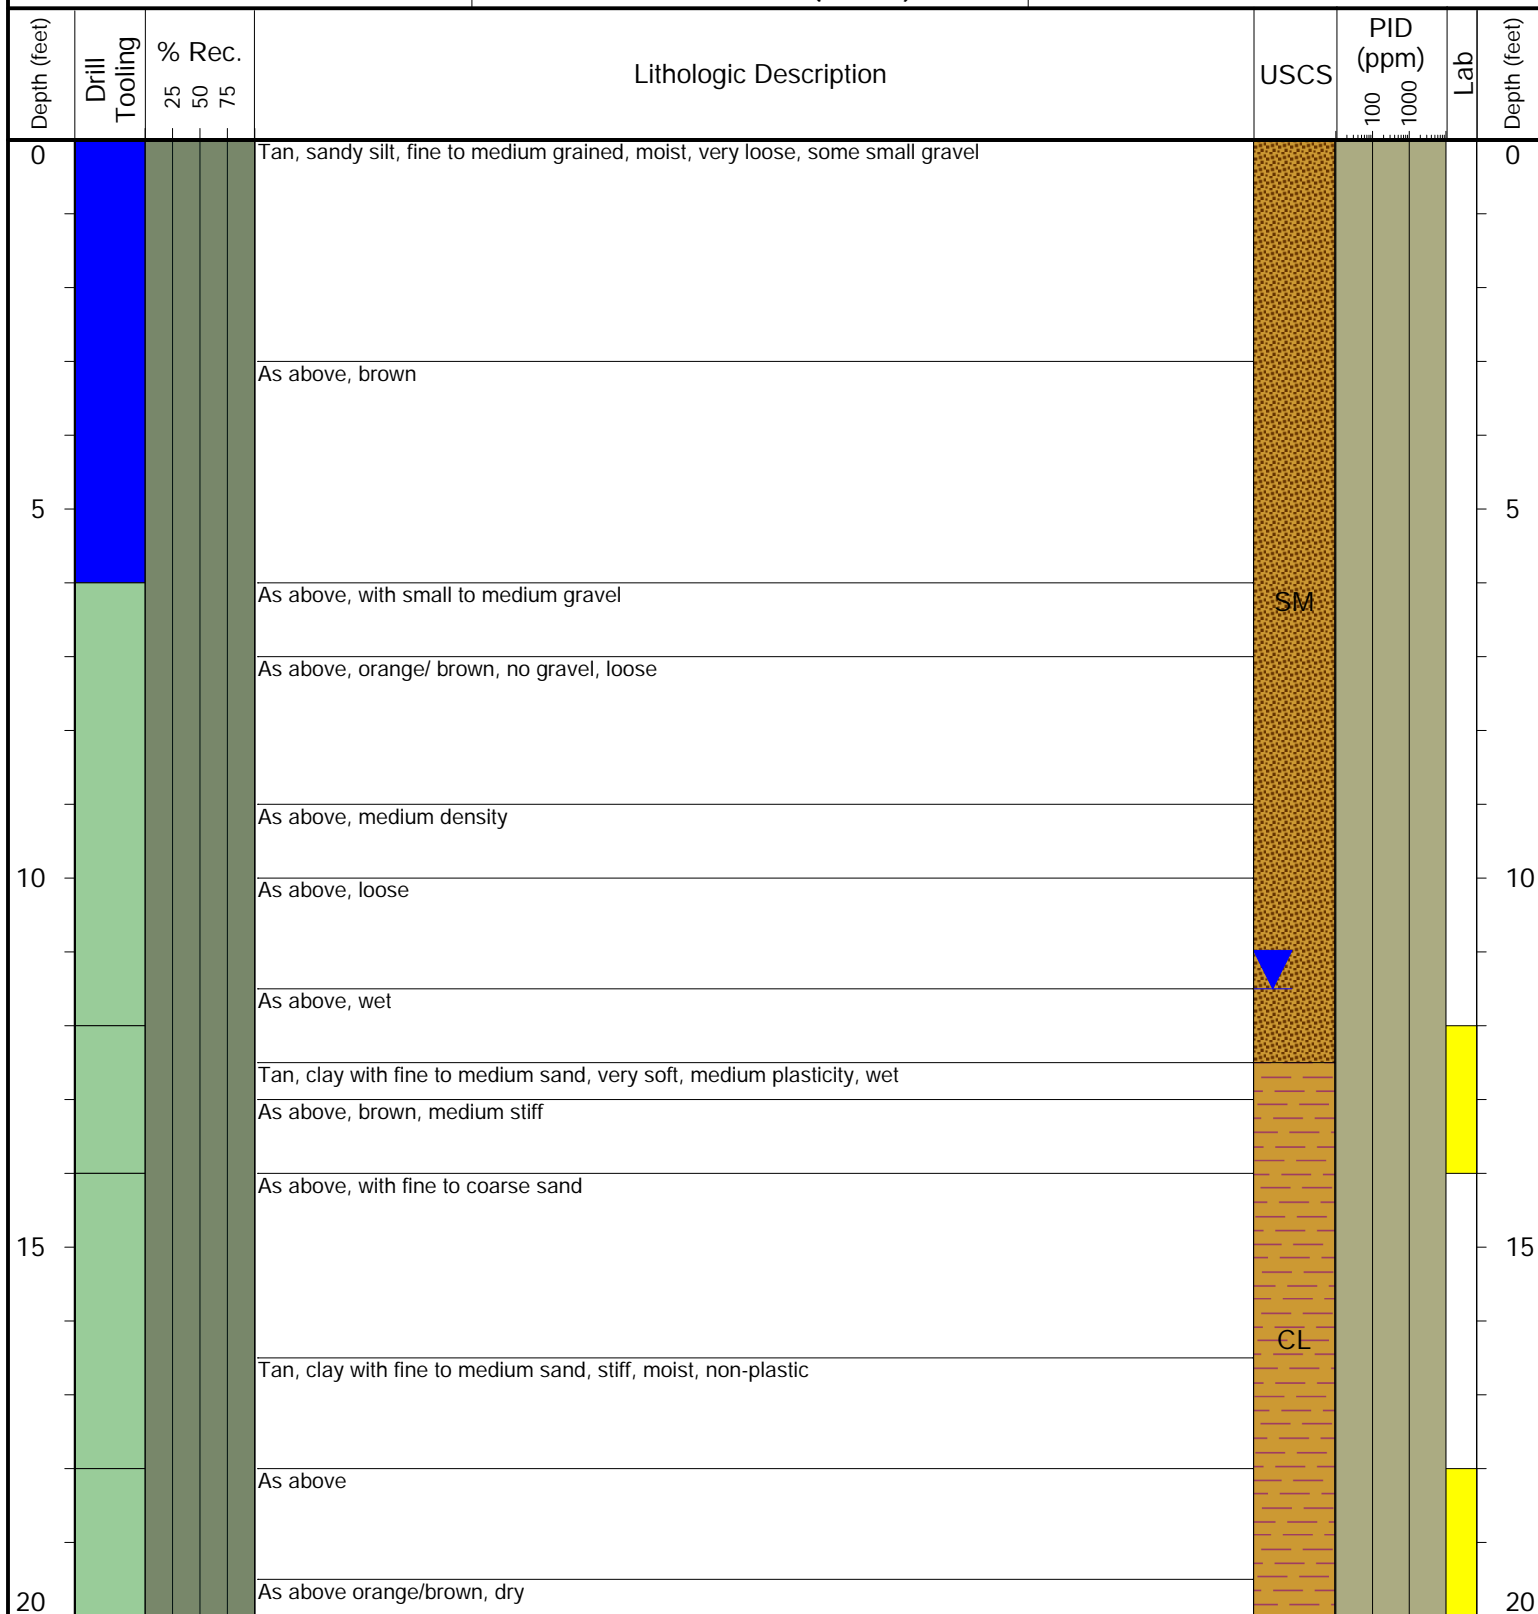 Depth (feet)
Drill
Tooling
% Rec.
25
50
75
Lithologic Description
USCS
PID
(ppm)
100
1000
Lab
Depth (feet)
0
Tan, sandy silt, fine to medium grained, moist, very loose, some small gravel
0
As above, brown
5
5
As above, with small to medium gravel
SM
As above, orange/ brown, no gravel, loose
As above, medium density
10
As above, loose
10
As above, wet
Tan, clay with fine to medium sand, very soft, medium plasticity, wet
As above, brown, medium stiff
As above, with fine to coarse sand
15
15
CL
Tan, clay with fine to medium sand, stiff, moist, non-plastic
As above
As above orange/brown, dry
20
20